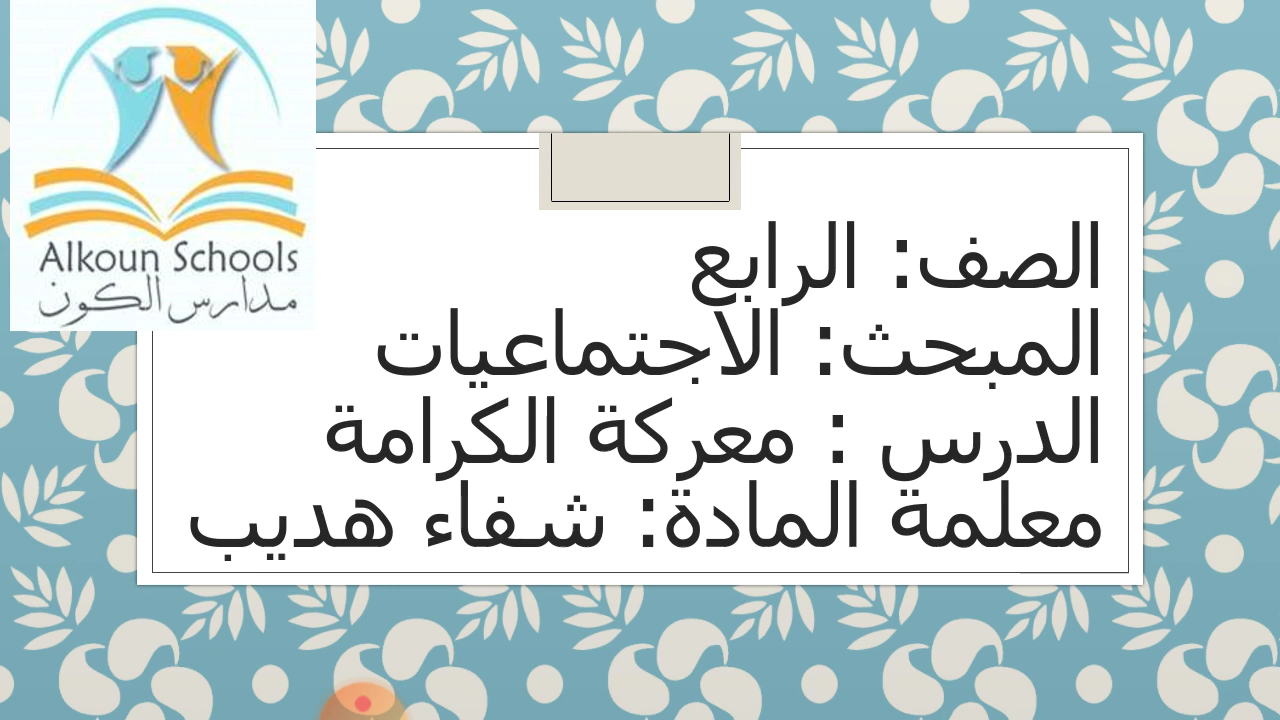 Alkoun Schools
مدارس الكون
الصف: الرابع
المبحث: الاجتماعيات
الدرس : معركة الكرامة
معلمة المادة: شفاء هديب